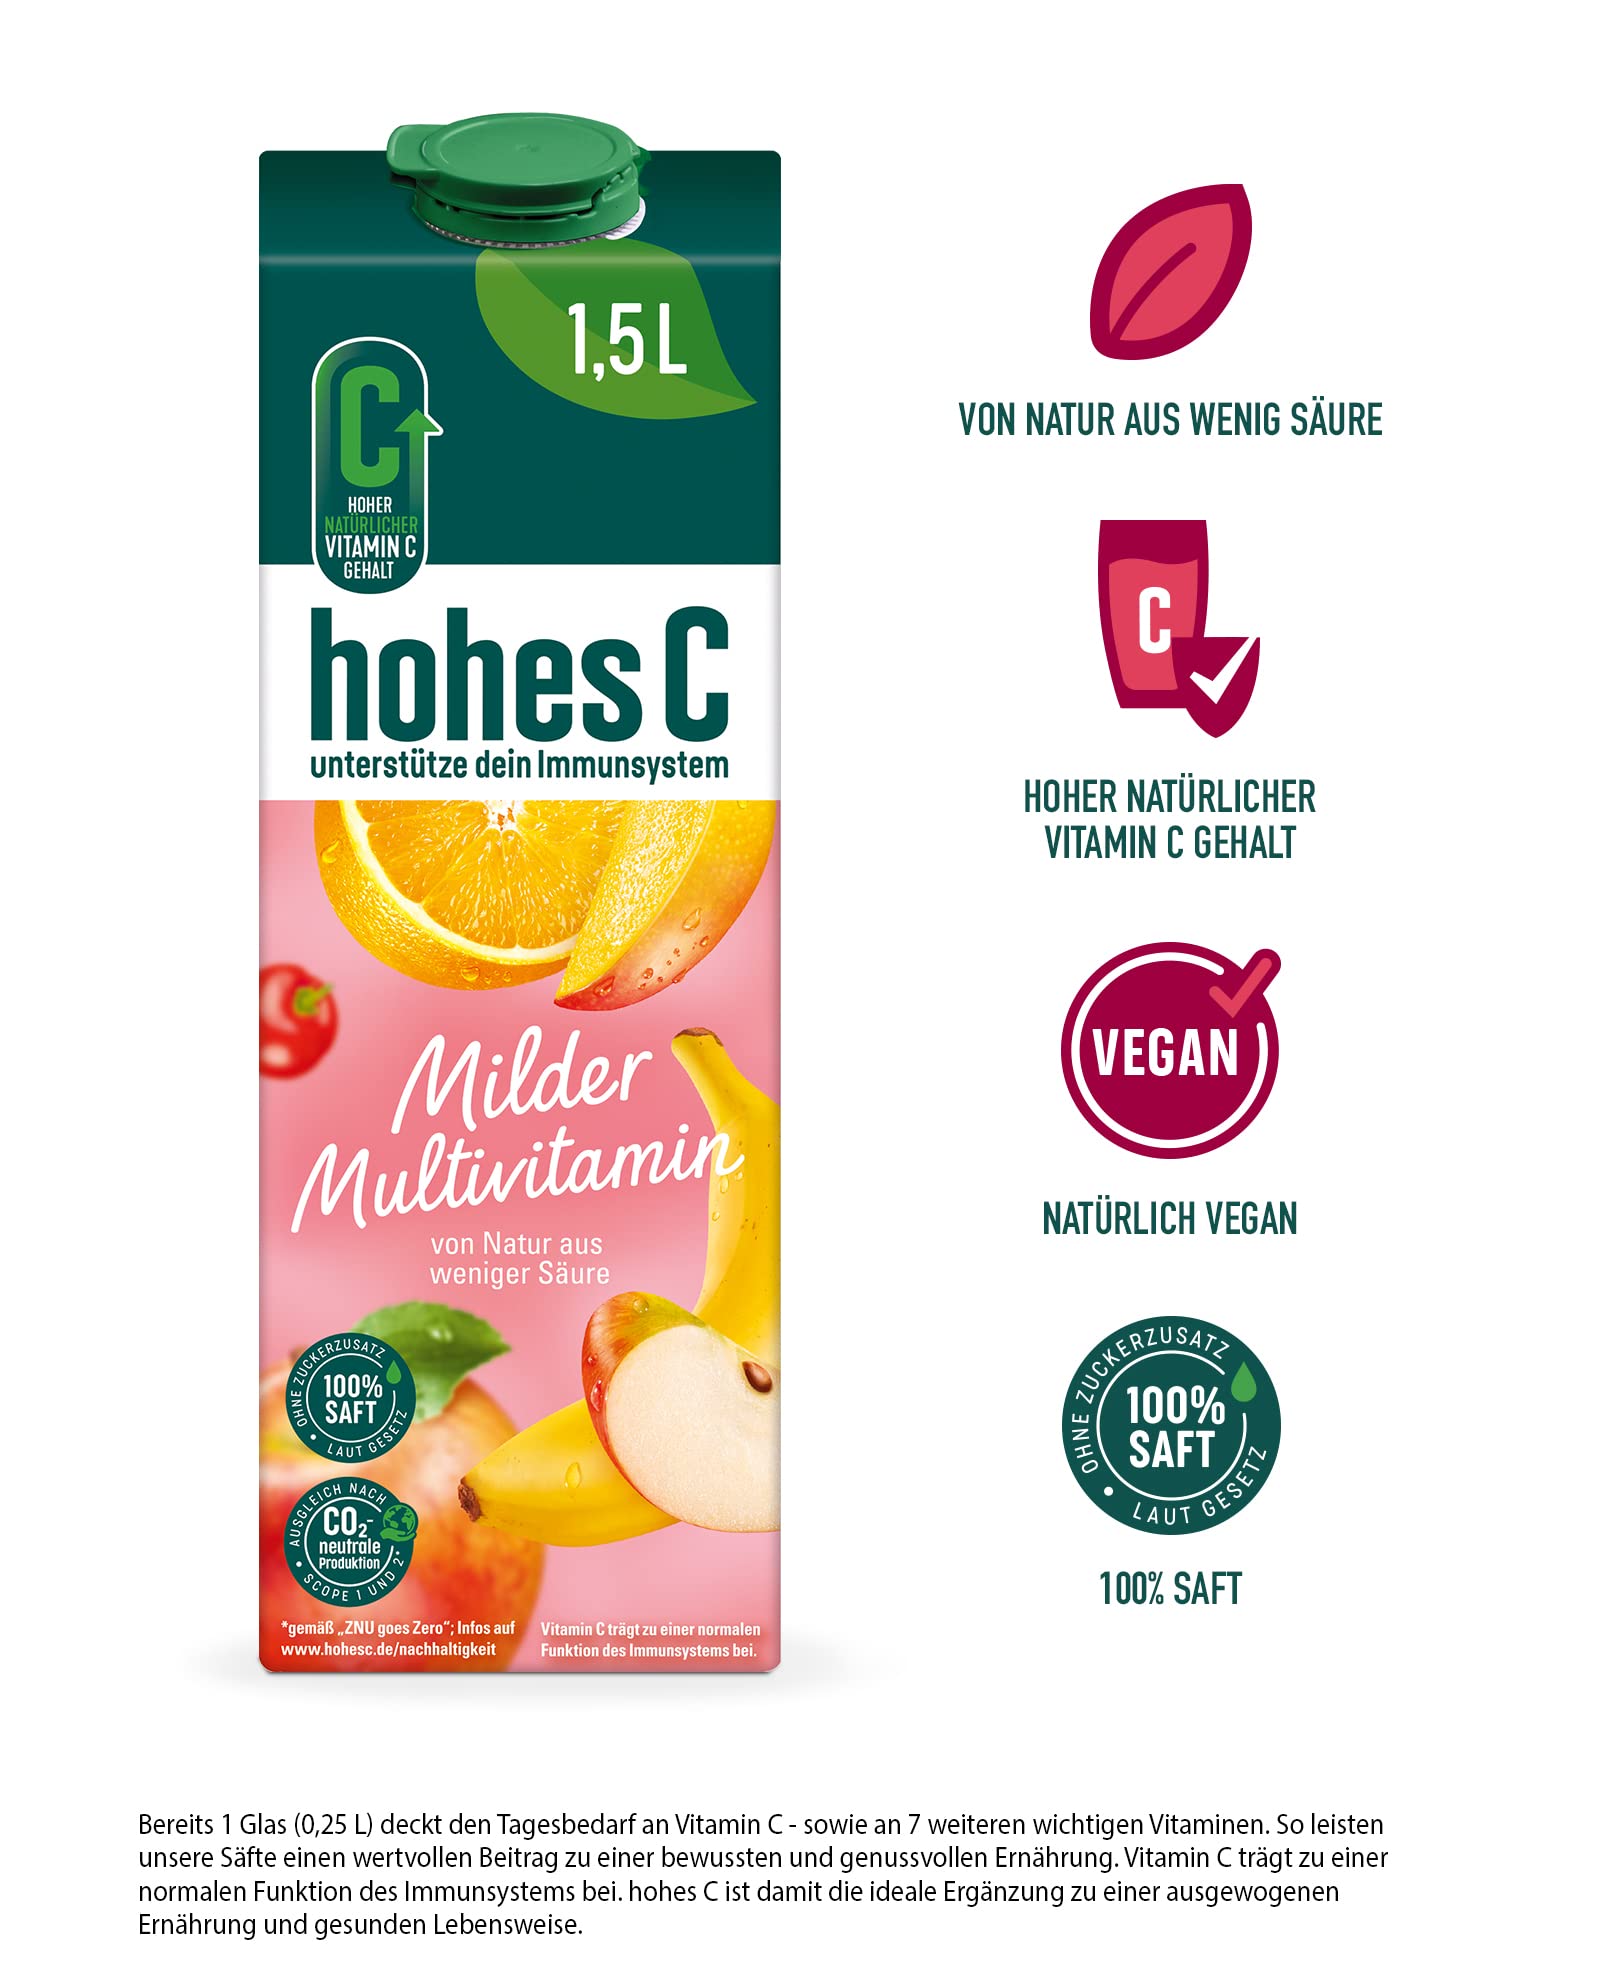 1,5 L
C
HOHER
NATÜRLICHER
VITAMIN C
GEHALT
hohes C
unterstütze dein Immunsystem
Milder
Multivitamin
von Natur aus
weniger Säure
OHNE ZUCKERZUSATZ
100%
SAFT
• LAUT GESETZ
AUSGLEICH NACH
CO₂-
neutrale
Produktion
• SCOPE 1 UND 2*
*gemäß „ZNU goes Zero“; Infos auf
www.hohesc.de/nachhaltigkeit
Vitamin C trägt zu einer normalen
Funktion des Immunsystems bei.
VON NATUR AUS WENIG SÄURE
C
HOHER NATÜRLICHER
VITAMIN C GEHALT
VEGAN
NATÜRLICH VEGAN
OHNE ZUCKERZUSATZ
100%
SAFT
• LAUT GESETZ
100% SAFT
Bereits 1 Glas (0,25 L) deckt den Tagesbedarf an Vitamin C - sowie an 7 weiteren wichtigen Vitaminen. So leisten
unsere Säfte einen wertvollen Beitrag zu einer bewussten und genussvollen Ernährung. Vitamin C trägt zu einer
normalen Funktion des Immunsystems bei. hohes C ist damit die ideale Ergänzung zu einer ausgewogenen
Ernährung und gesunden Lebensweise.